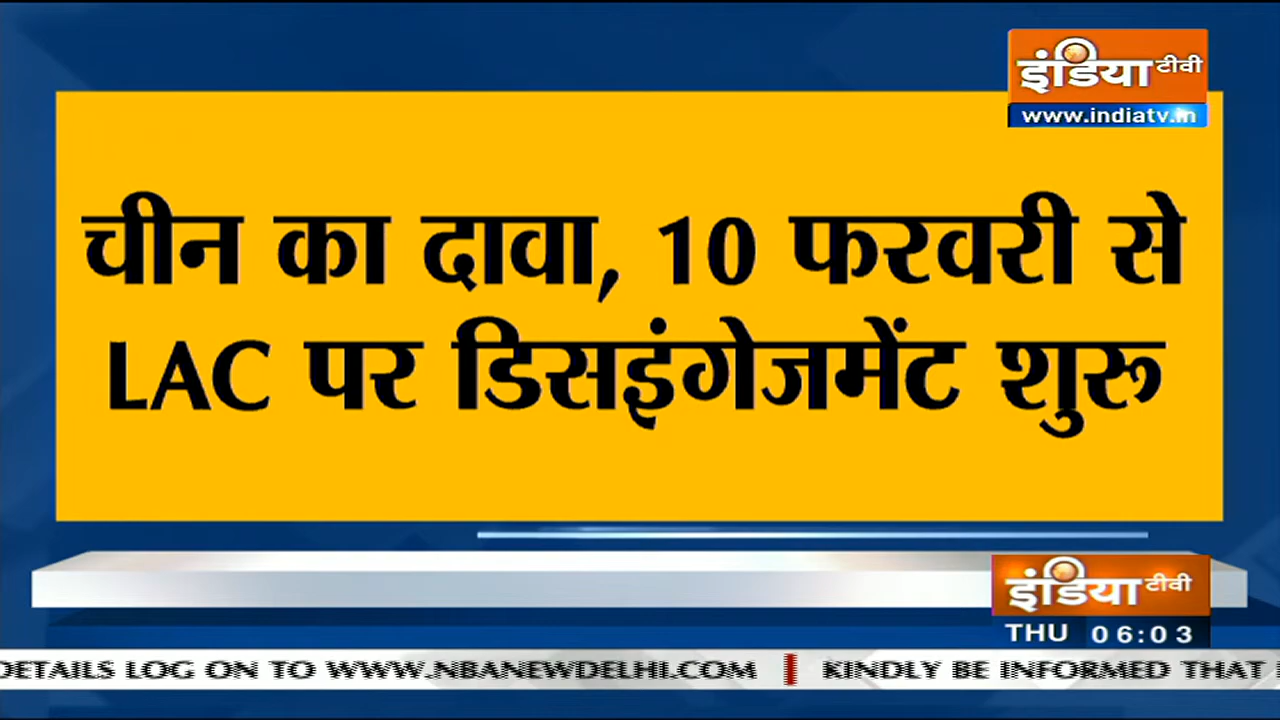 इंडिया टीवी
www.indiatv.in
चीन का दावा, 10 फरवरी से
LAC पर डिसइंगेजमेंट शुरू
इंडिया टीवी
THU 06:03
DETAILS LOG ON TO WWW.NBANEWDELHI.COM KINDLY BE INFORMED THAT